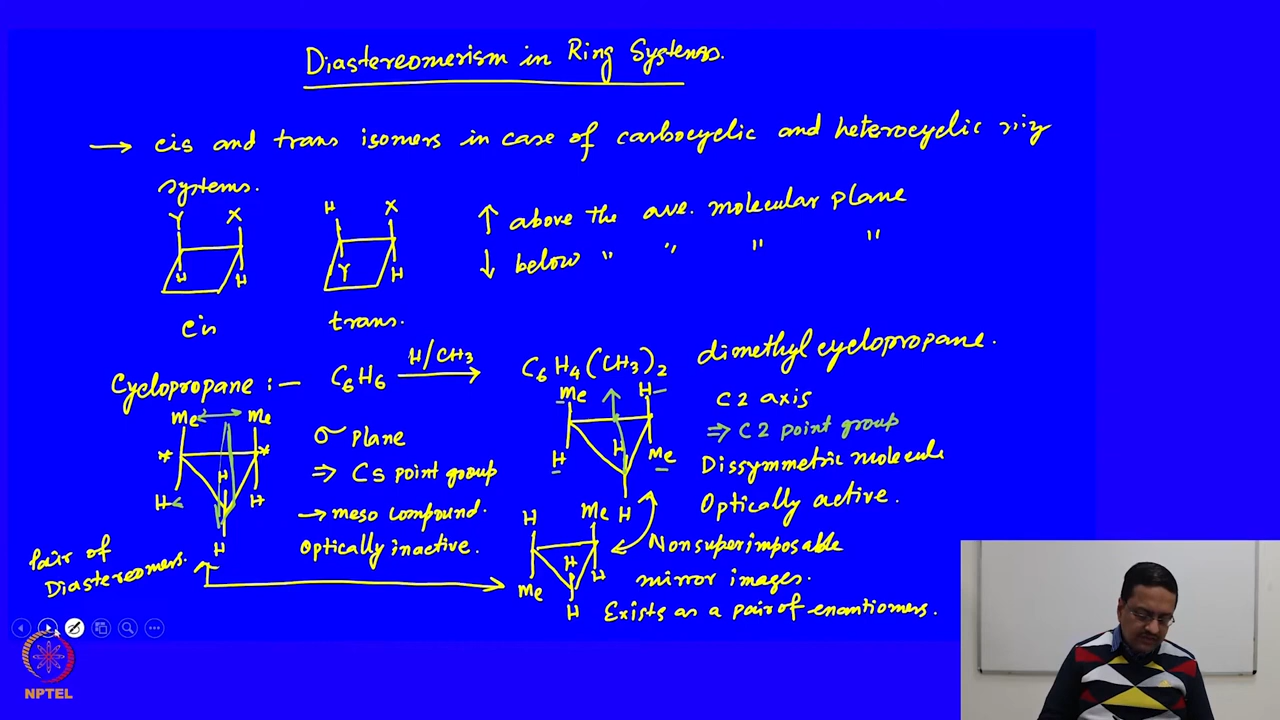 Diastereomerism in Ring Systems.
→ cis and trans isomers in case of carbocyclic and heterocyclic ring
systems.
Y X H X
↑ above the ave. molecular plane
H H Y H
↓ below " " " "
cis trans.
Cyclopropane :- C6H6 H/CH3 → C6H4(CH3)2 dimethyl cyclopropane.
Me Me
* *
H H H
H
σ plane
⇒ Cs point group
→ meso compound.
Optically inactive.
Me H
H H Me
H
C2 axis
⇒ C2 point group
Dissymmetric molecule
Optically active.
Pair of
Diastereomers.
H Me
Me H H
H
Nonsuperimposable
mirror images.
Exists as a pair of enantiomers.
NPTEL